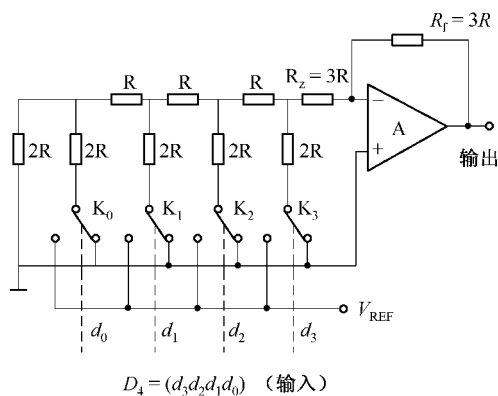 R_f = 3R
R R R R_z = 3R
2R 2R 2R 2R 2R
− A
+
输出
K_0 K_1 K_2 K_3
V_REF
d_0 d_1 d_2 d_3
D_4 = (d_3d_2d_1d_0) （输入）